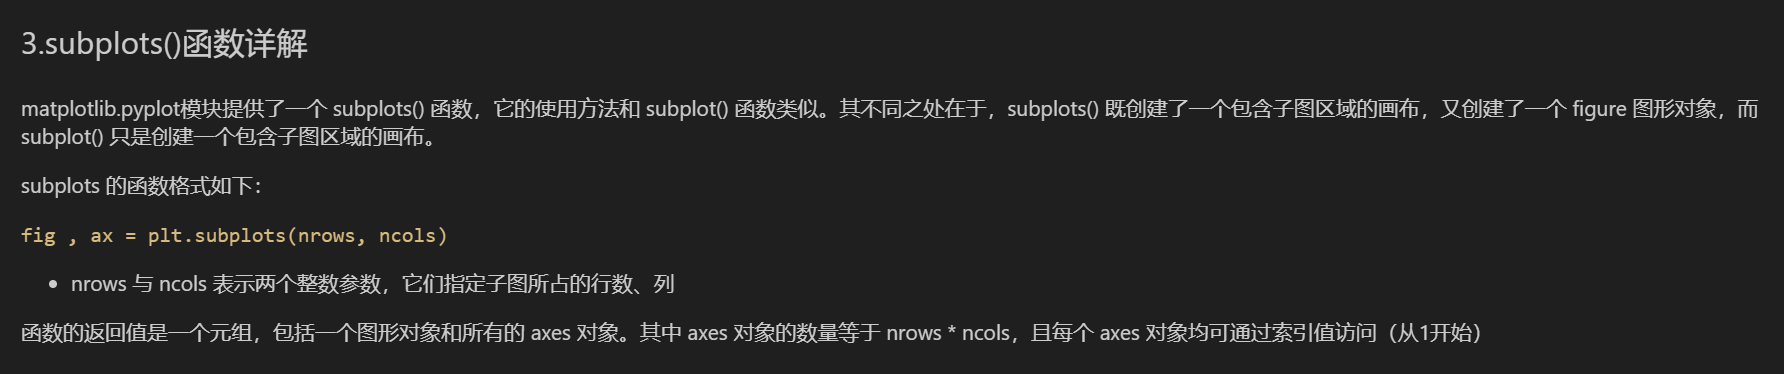 3.subplots()函数详解
matplotlib.pyplot模块提供了一个 subplots() 函数，它的使用方法和 subplot() 函数类似。其不同之处在于，subplots() 既创建了一个包含子图区域的画布，又创建了一个 figure 图形对象，而
subplot() 只是创建一个包含子图区域的画布。
subplots 的函数格式如下：
fig , ax = plt.subplots(nrows, ncols)
• nrows 与 ncols 表示两个整数参数，它们指定子图所占的行数、列
函数的返回值是一个元组，包括一个图形对象和所有的 axes 对象。其中 axes 对象的数量等于 nrows * ncols，且每个 axes 对象均可通过索引值访问（从1开始）